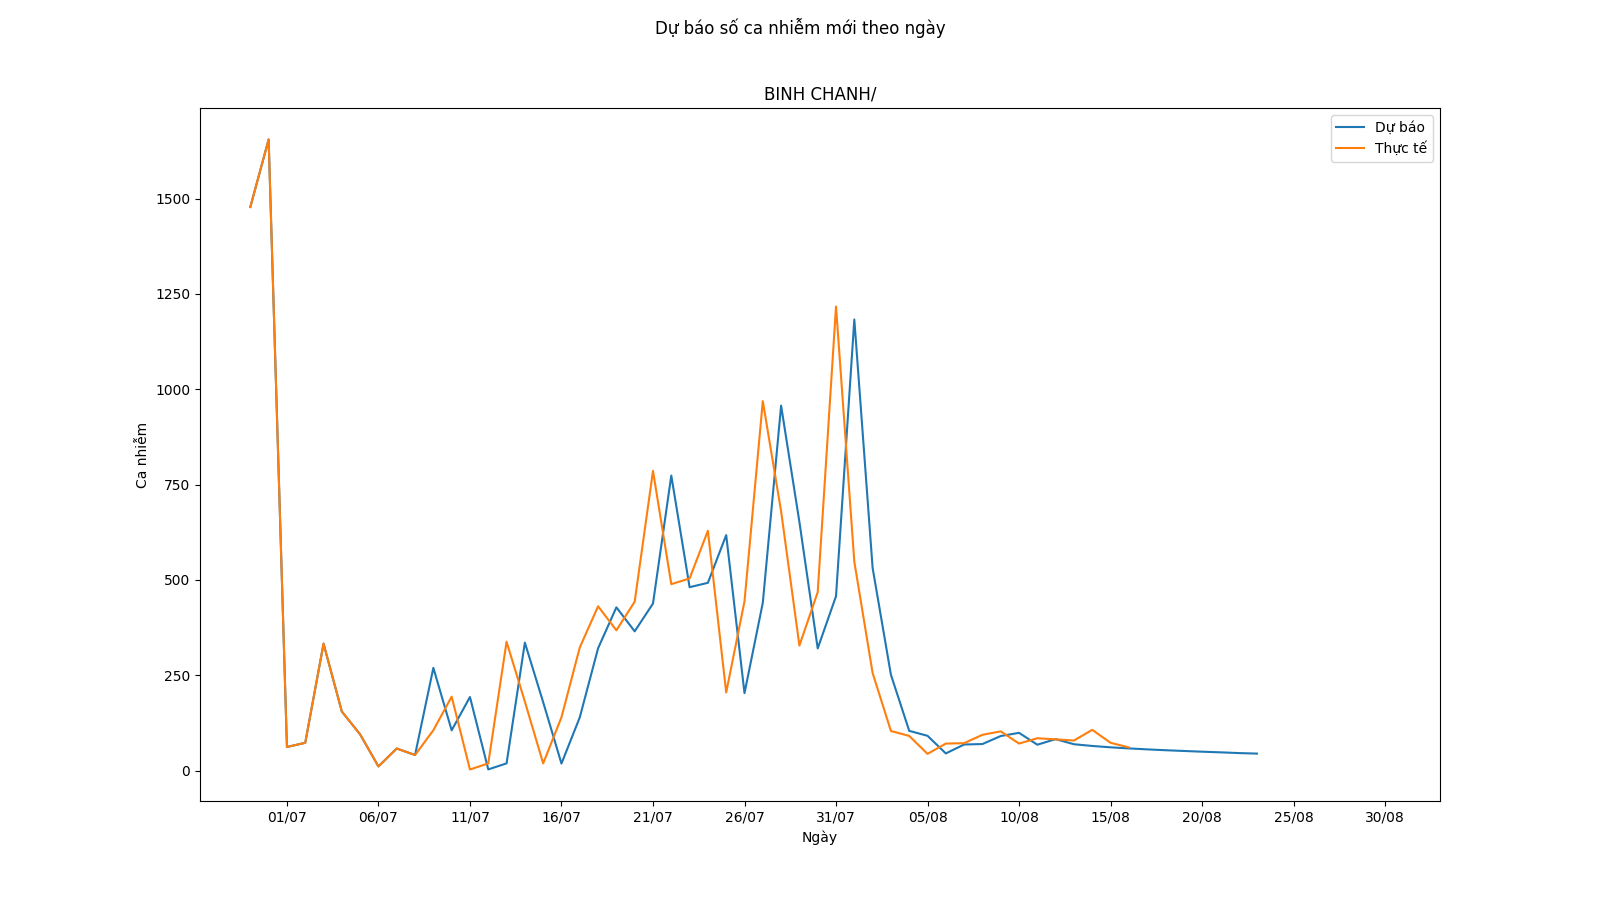 Dự báo số ca nhiễm mới theo ngày
BINH CHANH/
Dự báo
Thực tế
Ca nhiễm
1500
1250
1000
750
500
250
0
01/07 06/07 11/07 16/07 21/07 26/07 31/07 05/08 10/08 15/08 20/08 25/08 30/08
Ngày